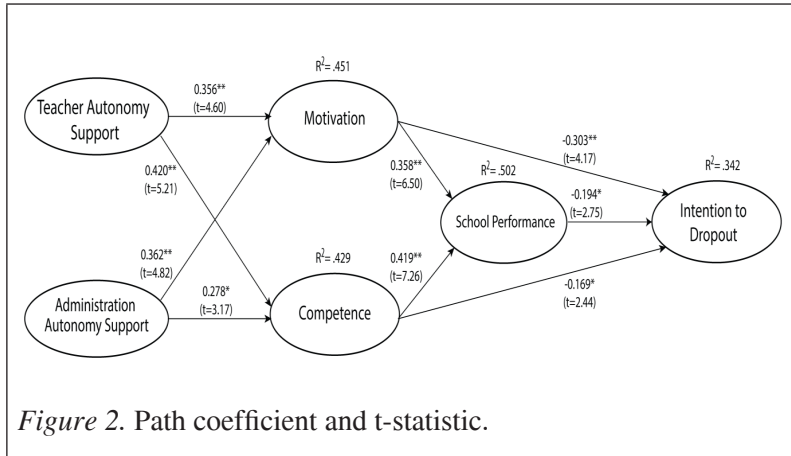 R²= .451
Teacher Autonomy
Support
0.356**
(t=4.60)
Motivation
-0.303**
(t=4.17)
0.420**
(t=5.21)
0.358**
(t=6.50)
R²= .502
R²= .342
School Performance
-0.194*
(t=2.75)
Intention to
Dropout
0.362**
(t=4.82)
R²= .429
0.419**
(t=7.26)
-0.169*
(t=2.44)
Administration
Autonomy Support
0.278*
(t=3.17)
Competence
Figure 2. Path coefficient and t-statistic.